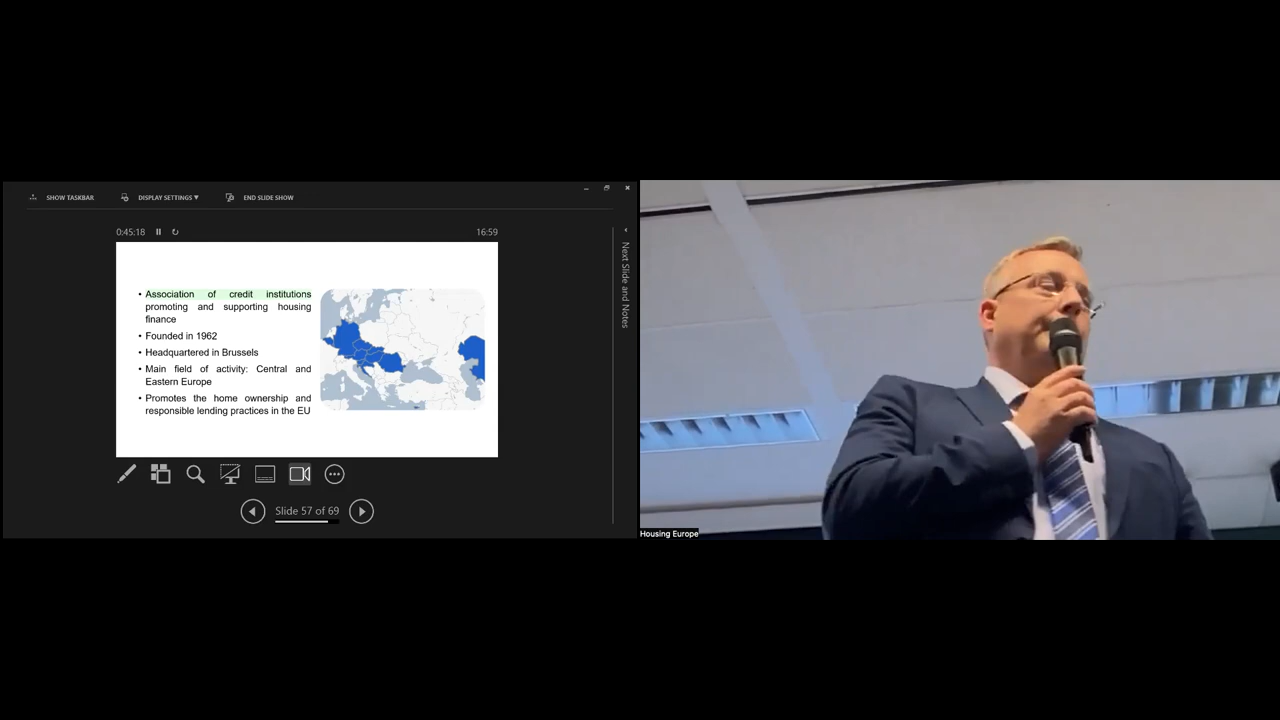 SHOW TASKBAR
DISPLAY SETTINGS
END SLIDE SHOW
0:45:18
16:59
• Association of credit institutions
promoting and supporting housing
finance
• Founded in 1962
• Headquartered in Brussels
• Main field of activity: Central and
Eastern Europe
• Promotes the home ownership and
responsible lending practices in the EU
Next Slide and Notes
Slide 57 of 69
Housing Europe